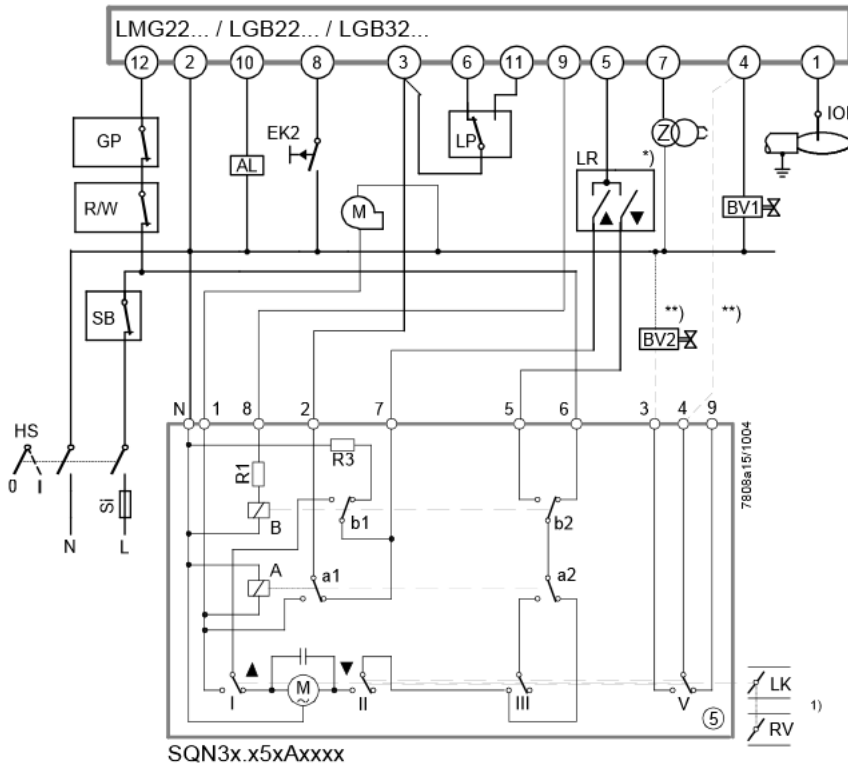 LMG22... / LGB22... / LGB32...
12 2 10 8 3 6 11 9 5 7 4 1
GP
EK2
LP
LR *)
Z
ION
R/W
AL
M
BV1
SB
**) **)
BV2
HS
0 I
Si
N L
N 1 8 2 7 5 6 3 4 9
R3
R1
B
b1
b2
A
a1
a2
M
~
I II III V
LK
1)
RV
5
7808a15/1004
SQN3x.x5xAxxxx